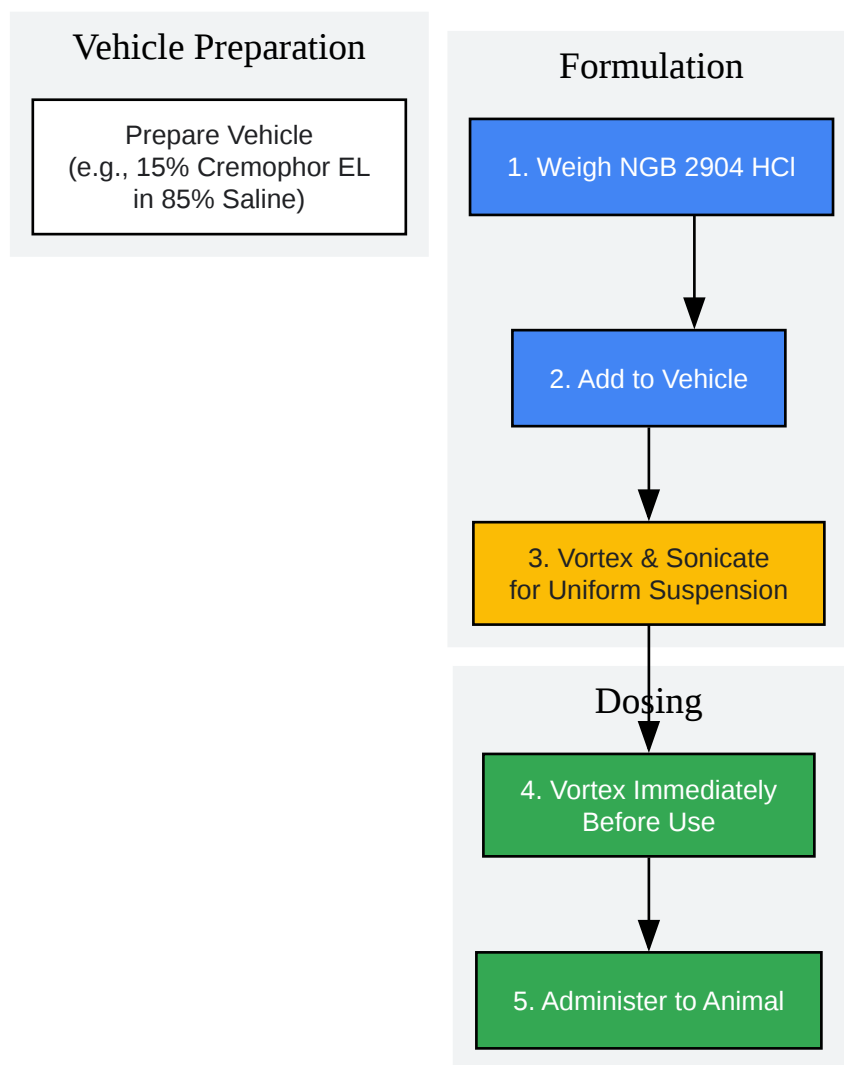 Vehicle Preparation
Prepare Vehicle
(e.g., 15% Cremophor EL
in 85% Saline)
Formulation
1. Weigh NGB 2904 HCl
2. Add to Vehicle
3. Vortex & Sonicate
for Uniform Suspension
Dosing
4. Vortex Immediately
Before Use
5. Administer to Animal